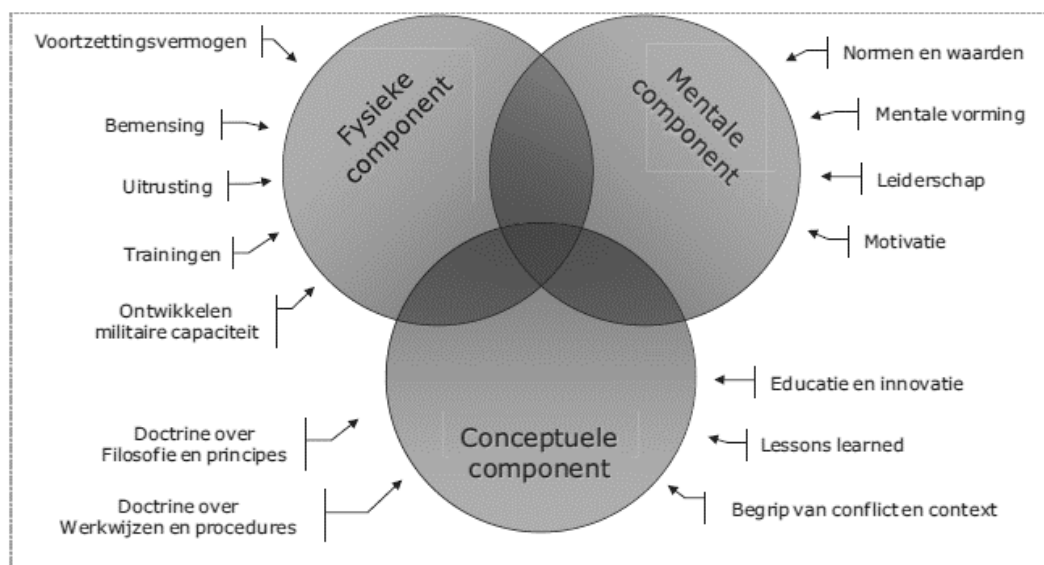 Voortzettingsvermogen
Bemensing
Uitrusting
Trainingen
Ontwikkelen
militaire capaciteit
Fysieke
component
Mentale
component
Normen en waarden
Mentale vorming
Leiderschap
Motivatie
Doctrine over
Filosofie en principes
Doctrine over
Werkwijzen en procedures
Conceptuele
component
Educatie en innovatie
Lessons learned
Begrip van conflict en context